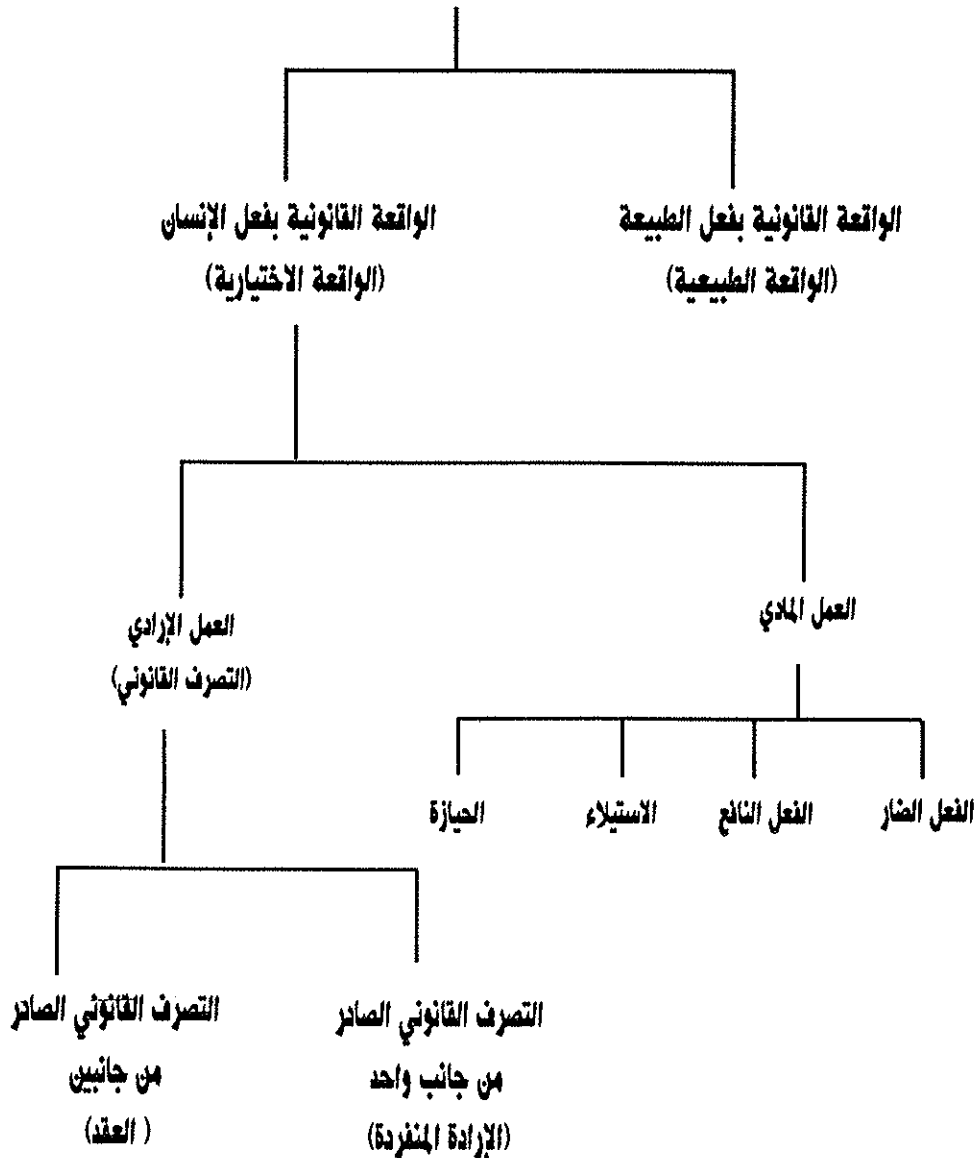 الواقعة القانونية بفعل الطبيعة
(الواقعة الطبيعية)
الواقعة القانونية بفعل الإنسان
(الواقعة الاختيارية)
العمل المادي
العمل الإرادي
(التصرف القانوني)
الفعل الضار
الفعل النافع
الاستيلاء
الحيازة
التصرف القانوني الصادر
من جانب واحد
(الإرادة المنفردة)
التصرف القانوني الصادر
من جانبين
( العقد)